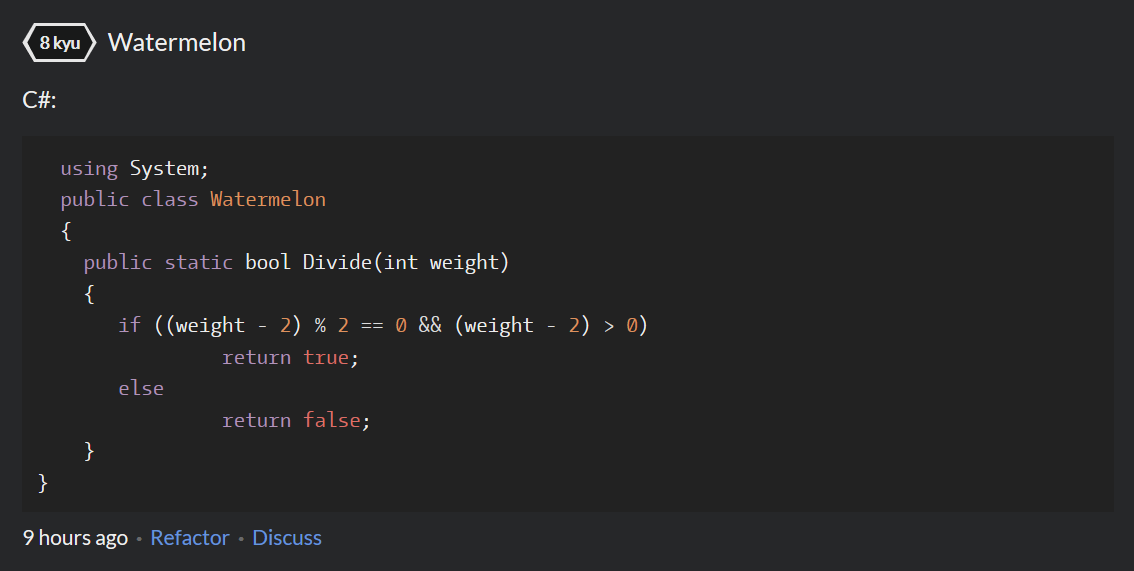 8 kyu Watermelon
C#:
using System;
public class Watermelon
{
public static bool Divide(int weight)
{
if ((weight - 2) % 2 == 0 && (weight - 2) > 0)
return true;
else
return false;
}
}
9 hours ago • Refactor • Discuss